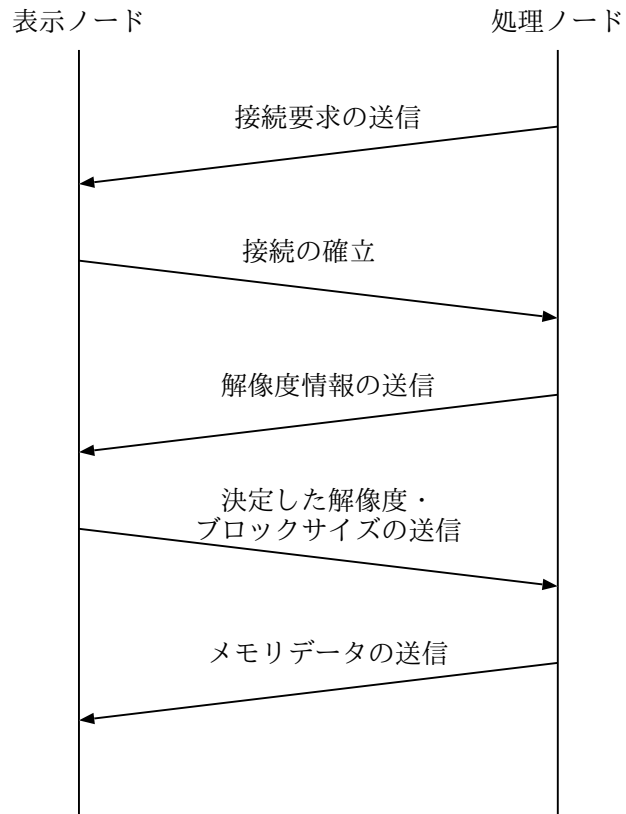 表示ノード
処理ノード
接続要求の送信
接続の確立
解像度情報の送信
決定した解像度・
ブロックサイズの送信
メモリデータの送信